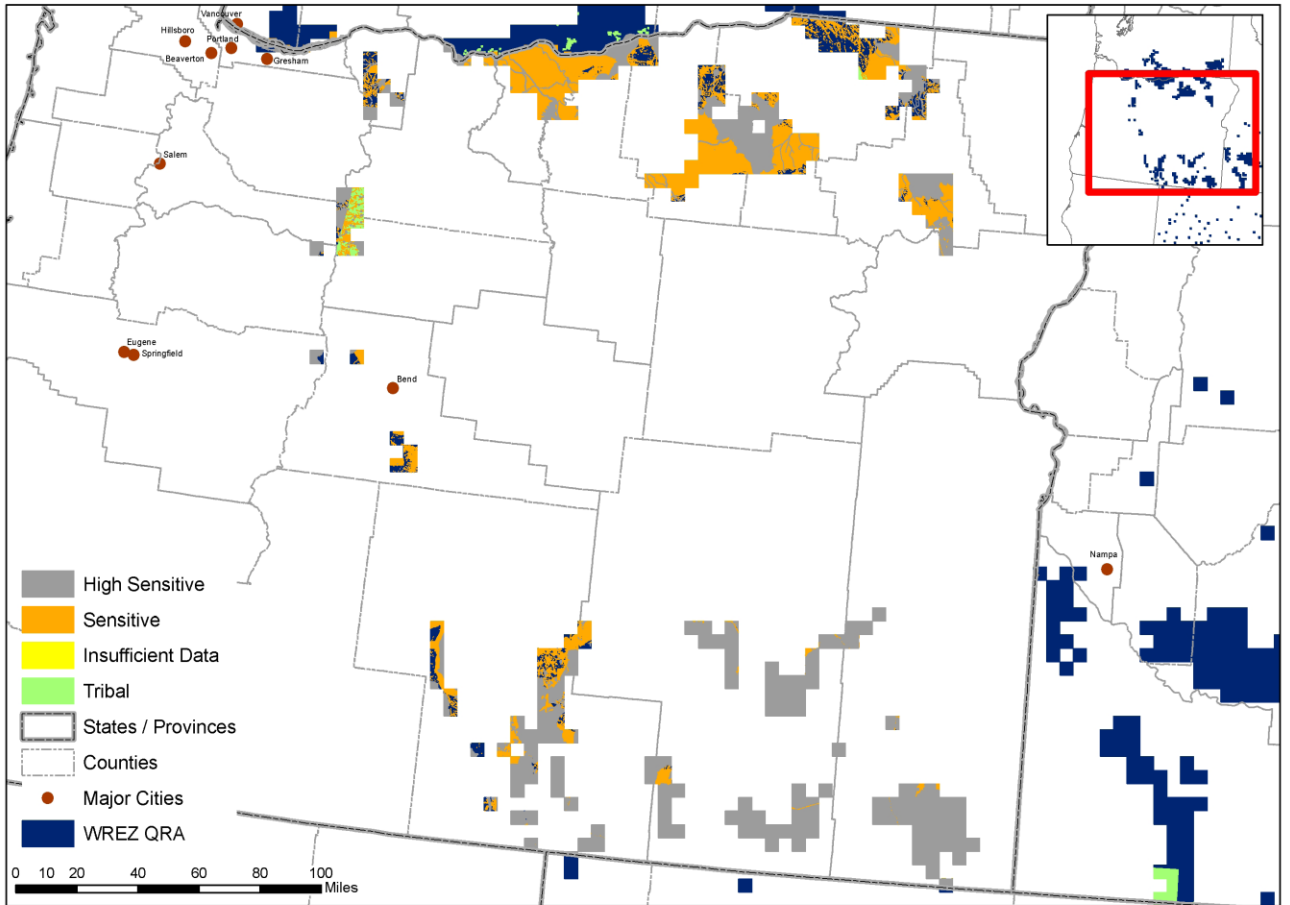 Vancouver
Hillsboro
Portland
Beaverton
Gresham
Salem
Eugene
Springfield
Bend
Nampa
High Sensitive
Sensitive
Insufficient Data
Tribal
States / Provinces
Counties
Major Cities
WREZ QRA
0 10 20 40 60 80 100
Miles